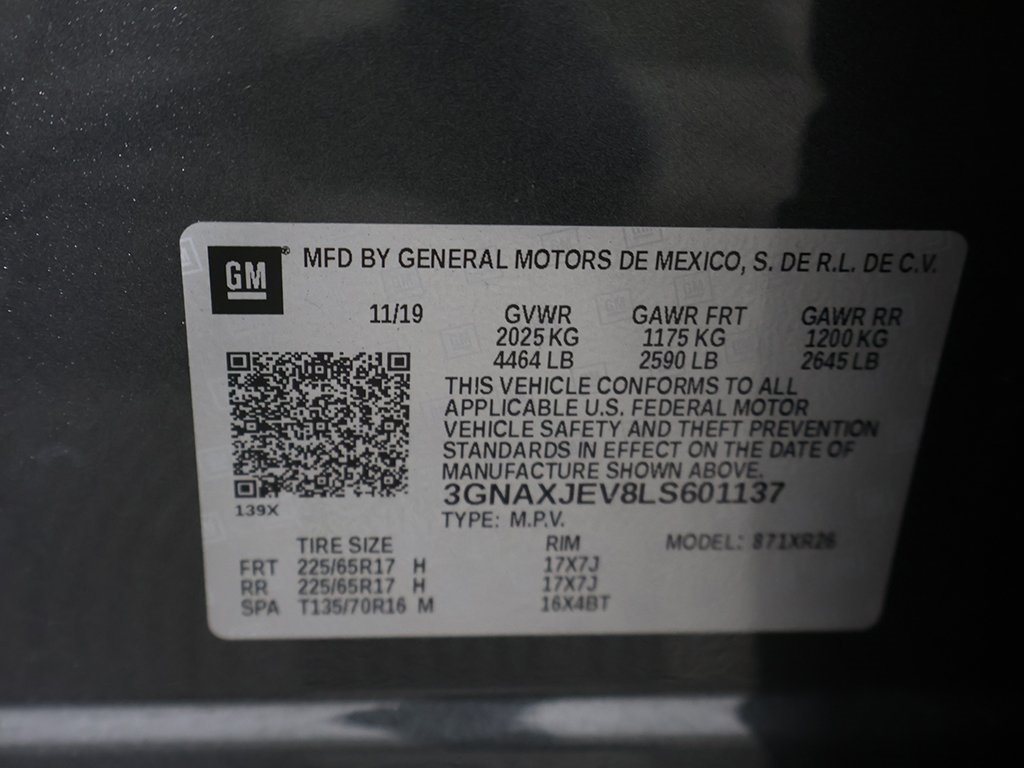 GM® MFD BY GENERAL MOTORS DE MEXICO, S. DE R.L. DE C.V.
11/19 GVWR GAWR FRT GAWR RR
2025 KG 1175 KG 1200 KG
4464 LB 2590 LB 2645 LB
THIS VEHICLE CONFORMS TO ALL
APPLICABLE U.S. FEDERAL MOTOR
VEHICLE SAFETY AND THEFT PREVENTION
STANDARDS IN EFFECT ON THE DATE OF
MANUFACTURE SHOWN ABOVE.
3GNAXJEV8LS601137
139X
TYPE: M.P.V.
TIRE SIZE RIM MODEL: 871XR26
FRT 225/65R17 H 17X7J
RR 225/65R17 H 17X7J
SPA T135/70R16 M 16X4BT